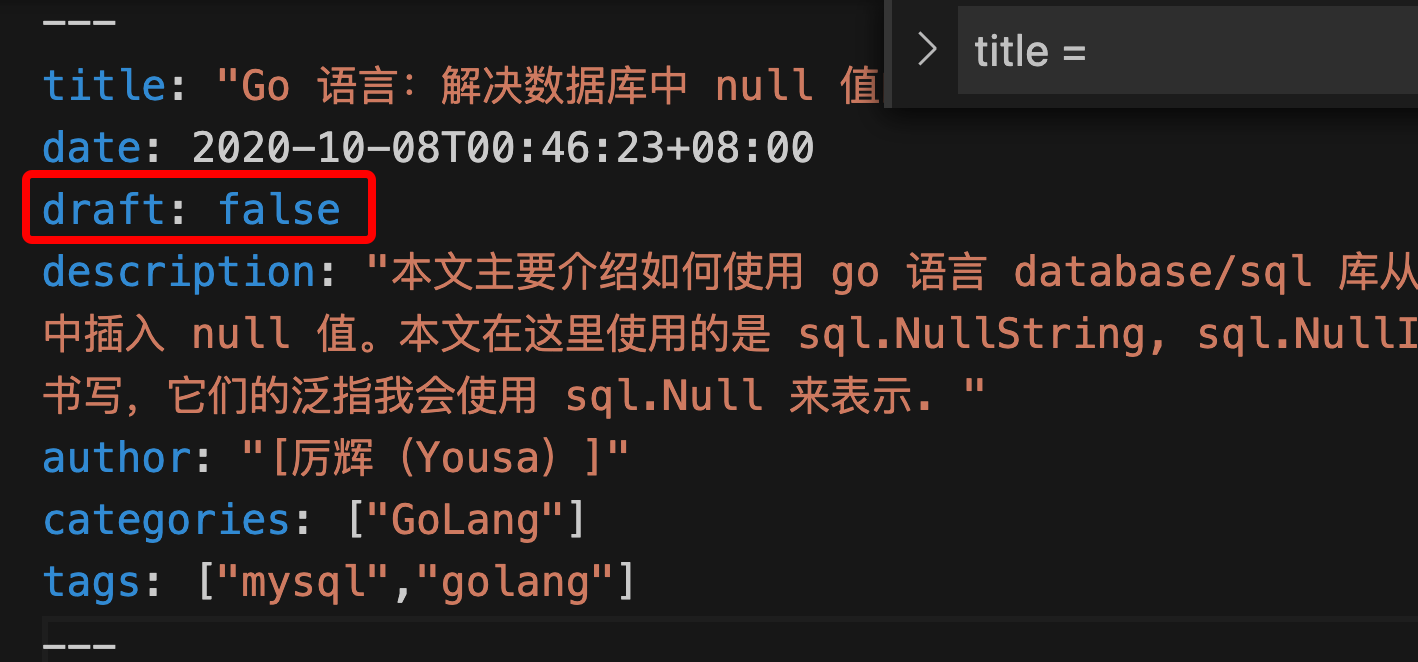 ---
title: "Go 语言：解决数据库中 null 值
title =
date: 2020-10-08T00:46:23+08:00
draft: false
description: "本文主要介绍如何使用 go 语言 database/sql 库从
中插入 null 值。本文在这里使用的是 sql.NullString, sql.NullI
书写，它们的泛指我会使用 sql.Null 来表示. "
author: "[厉辉（Yousa）]"
categories: ["GoLang"]
tags: ["mysql","golang"]
---